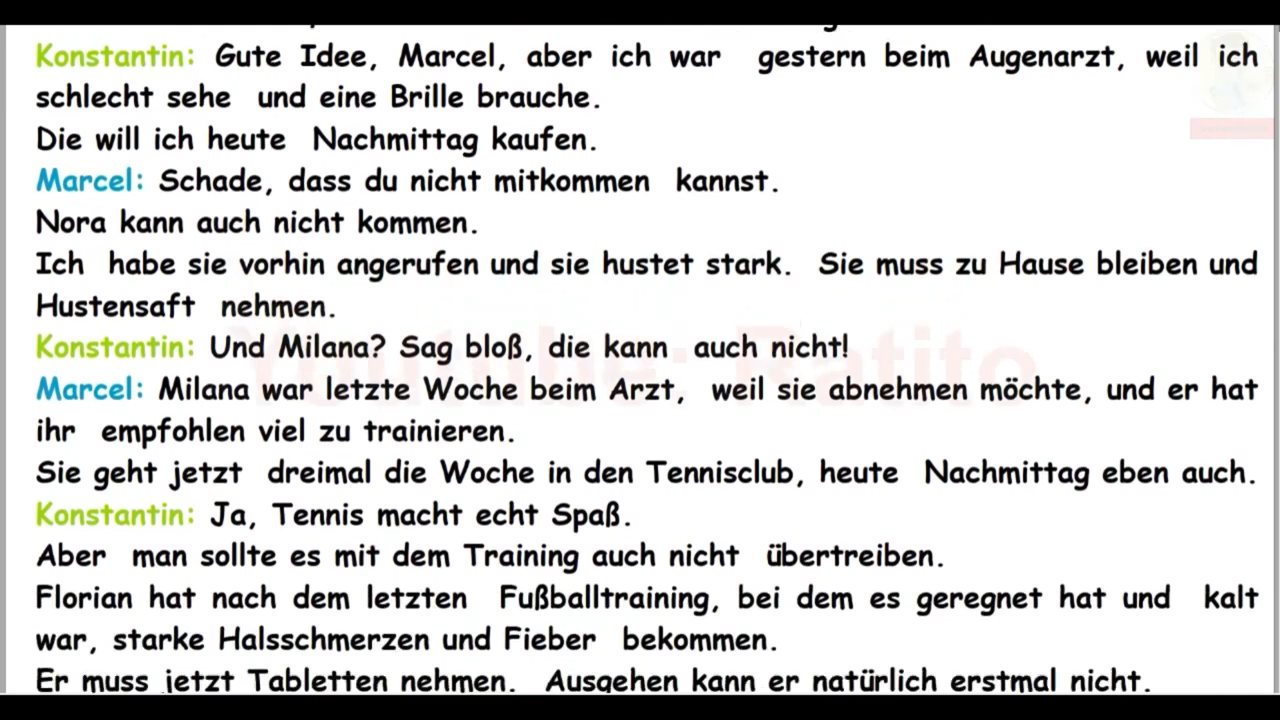 Konstantin: Gute Idee, Marcel, aber ich war gestern beim Augenarzt, weil ich
schlecht sehe und eine Brille brauche.
Die will ich heute Nachmittag kaufen.
Marcel: Schade, dass du nicht mitkommen kannst.
Nora kann auch nicht kommen.
Ich habe sie vorhin angerufen und sie hustet stark. Sie muss zu Hause bleiben und
Hustensaft nehmen.
Konstantin: Und Milana? Sag bloß, die kann auch nicht!
Youtube: Ratito
Marcel: Milana war letzte Woche beim Arzt, weil sie abnehmen möchte, und er hat
ihr empfohlen viel zu trainieren.
Sie geht jetzt dreimal die Woche in den Tennisclub, heute Nachmittag eben auch.
Konstantin: Ja, Tennis macht echt Spaß.
Aber man sollte es mit dem Training auch nicht übertreiben.
Florian hat nach dem letzten Fußballtraining, bei dem es geregnet hat und kalt
war, starke Halsschmerzen und Fieber bekommen.
Er muss jetzt Tabletten nehmen. Ausgehen kann er natürlich erstmal nicht.